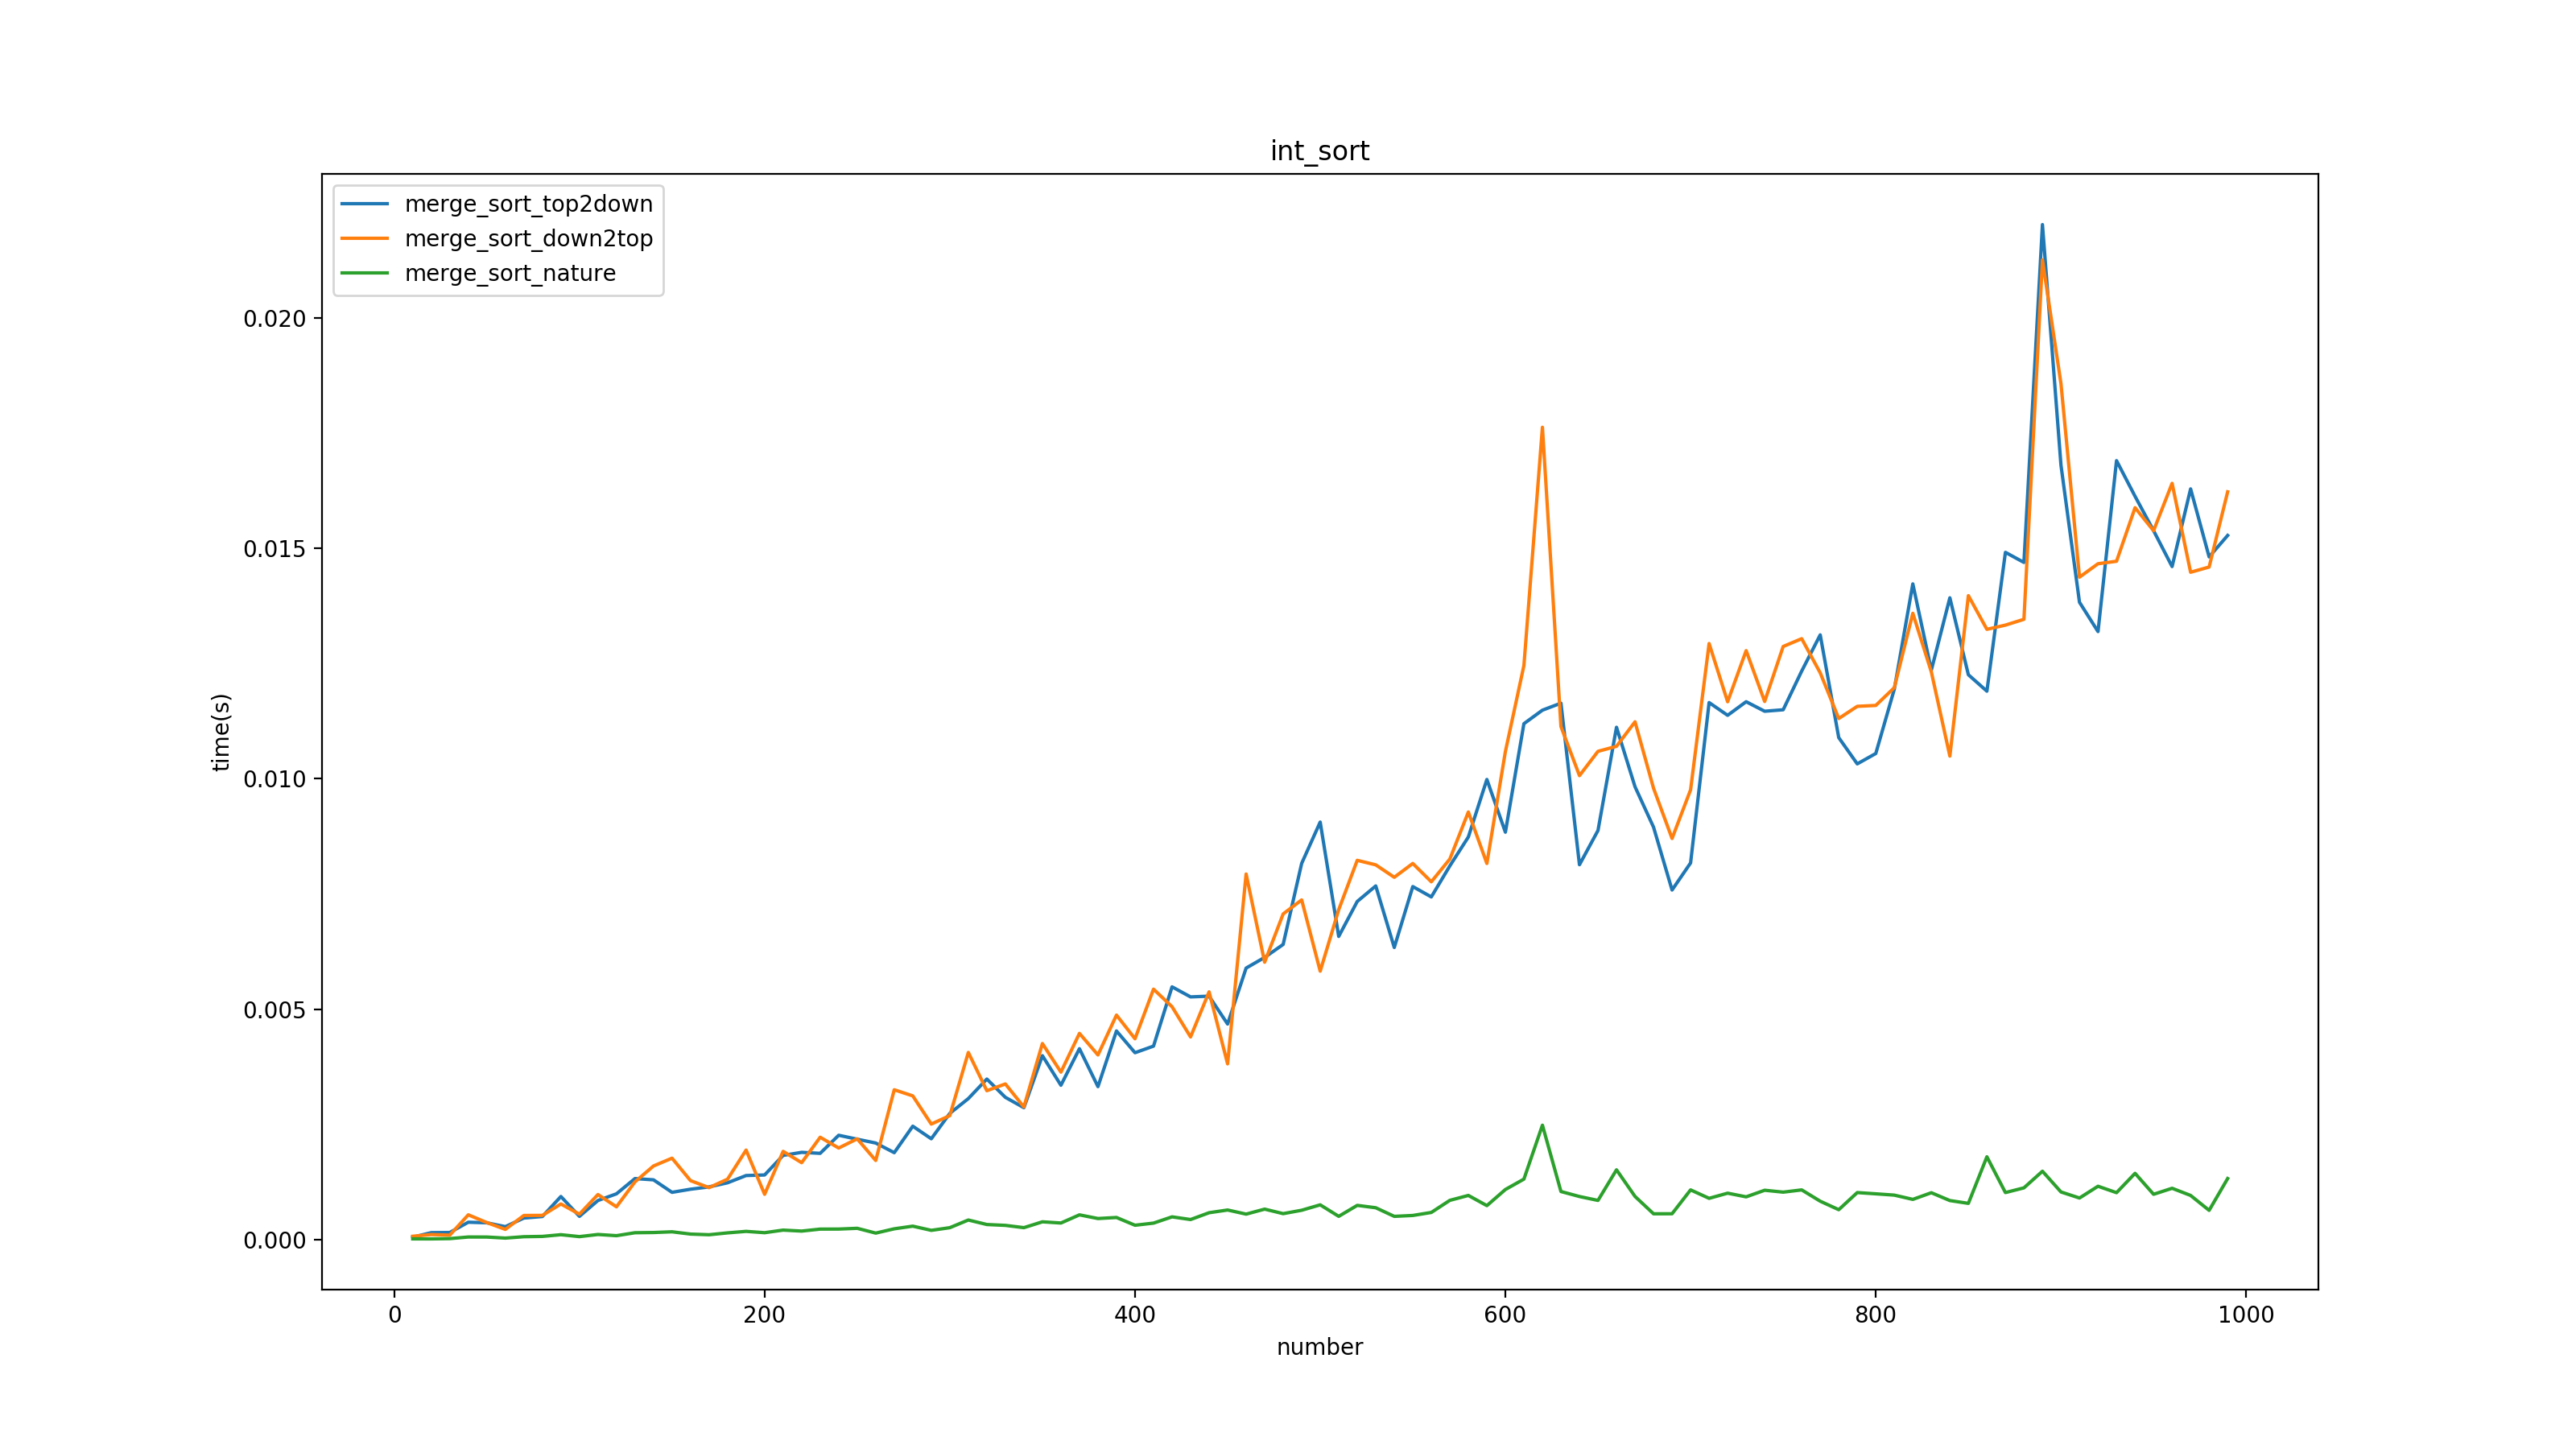 int_sort
merge_sort_top2down
merge_sort_down2top
merge_sort_nature
0.020
0.015
0.010
0.005
0.000
time(s)
0 200 400 600 800 1000
number